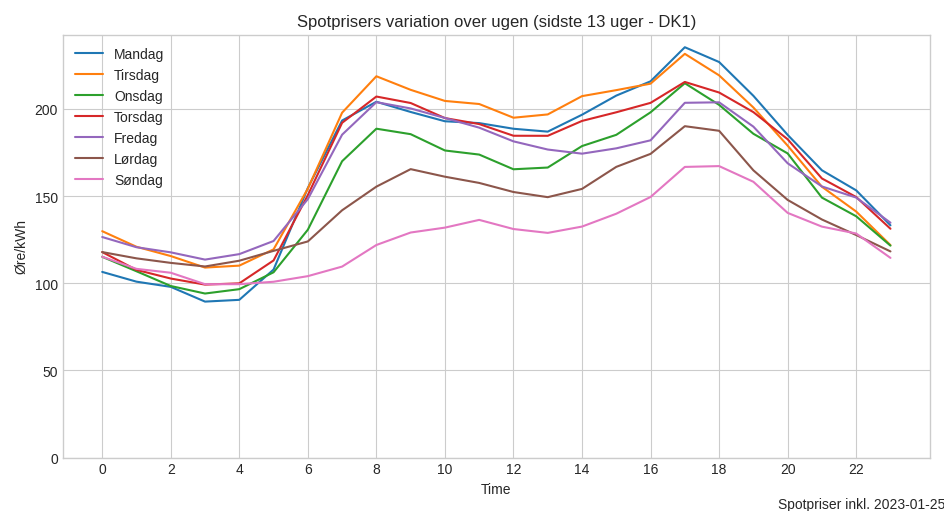 Spotprisers variation over ugen (sidste 13 uger - DK1)
Mandag
Tirsdag
Onsdag
Torsdag
Fredag
Lørdag
Søndag
Øre/kWh
200
150
100
50
0
0 2 4 6 8 10 12 14 16 18 20 22
Time
Spotpriser inkl. 2023-01-25